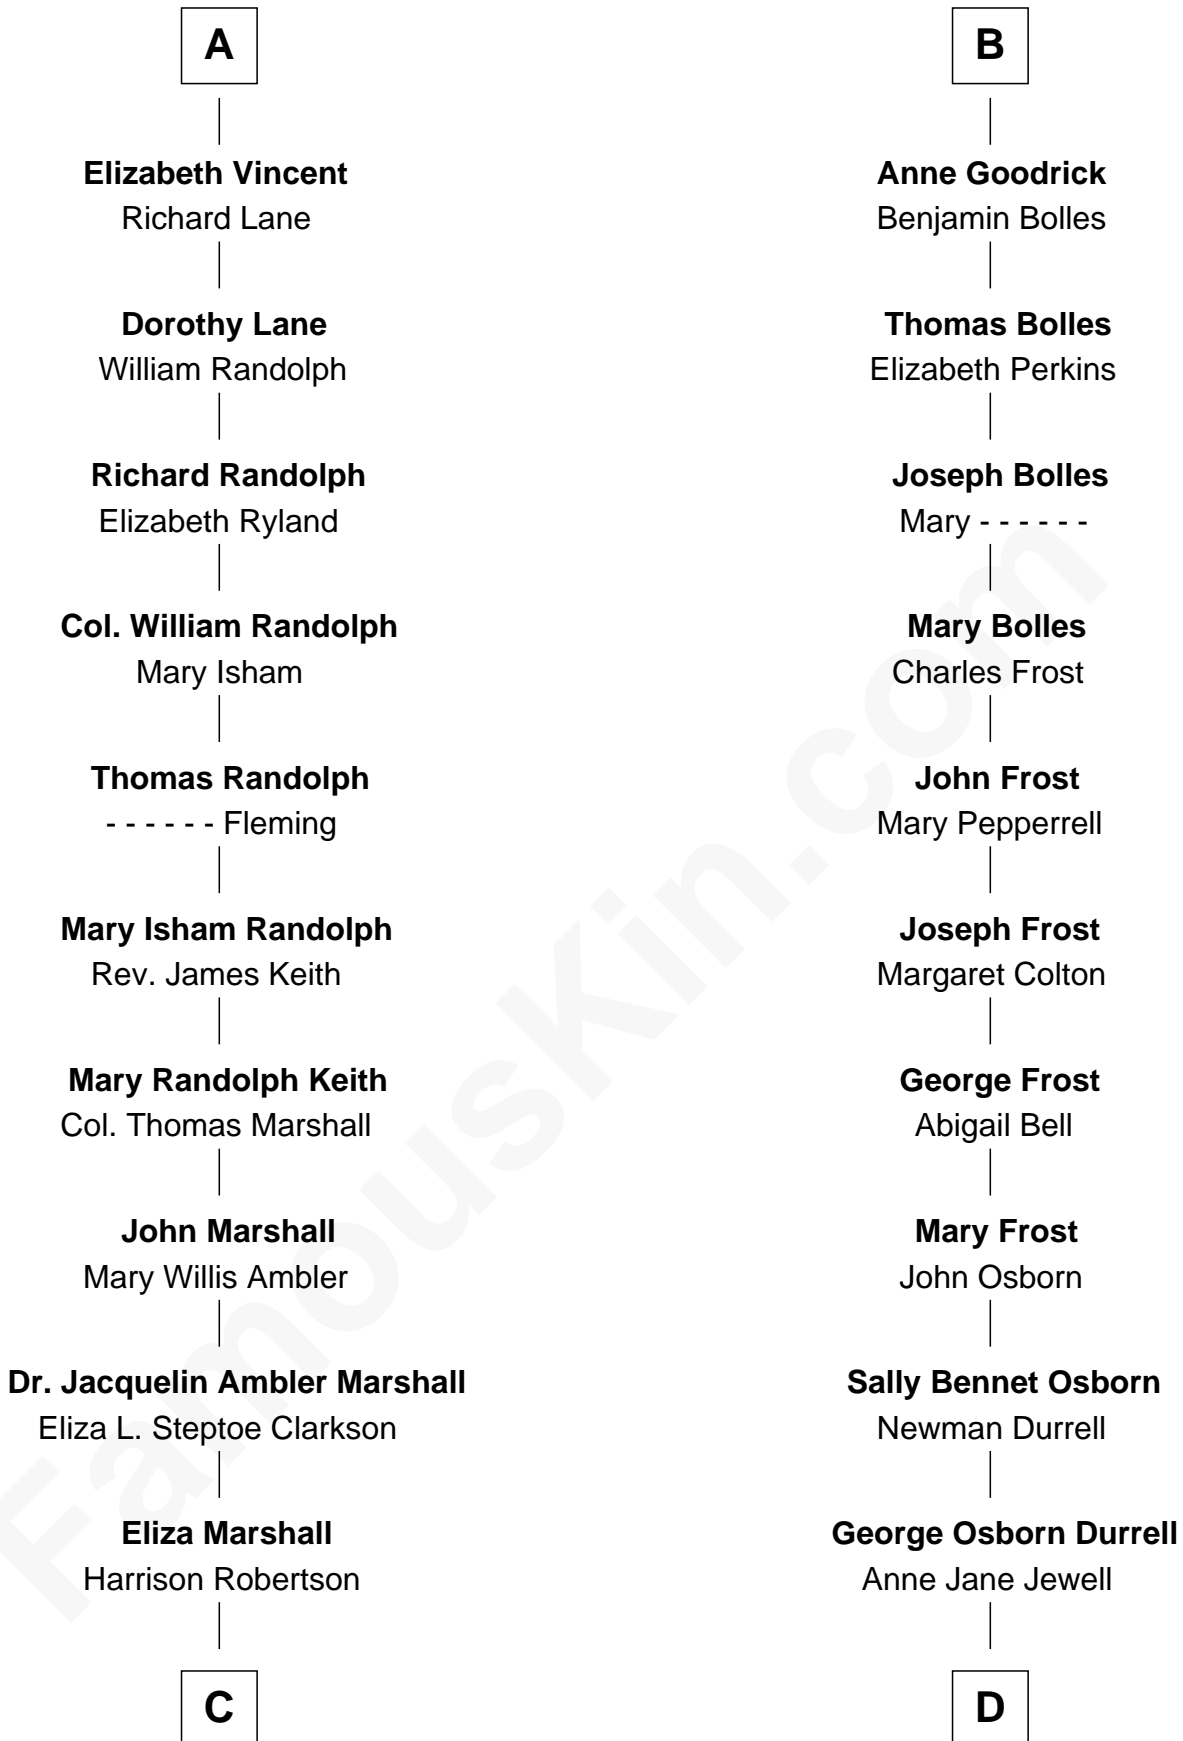 A
Elizabeth Vincent
Richard Lane
Dorothy Lane
William Randolph
Richard Randolph
Elizabeth Ryland
Col. William Randolph
Mary Isham
Thomas Randolph
- - - - - - Fleming
Mary Isham Randolph
Rev. James Keith
Mary Randolph Keith
Col. Thomas Marshall
John Marshall
Mary Willis Ambler
Dr. Jacquelin Ambler Marshall
Eliza L. Steptoe Clarkson
Eliza Marshall
Harrison Robertson
C
B
Anne Goodrick
Benjamin Bolles
Thomas Bolles
Elizabeth Perkins
Joseph Bolles
Mary - - - - - -
Mary Bolles
Charles Frost
John Frost
Mary Pepperrell
Joseph Frost
Margaret Colton
George Frost
Abigail Bell
Mary Frost
John Osborn
Sally Bennet Osborn
Newman Durrell
George Osborn Durrell
Anne Jane Jewell
D
FamousKin.com